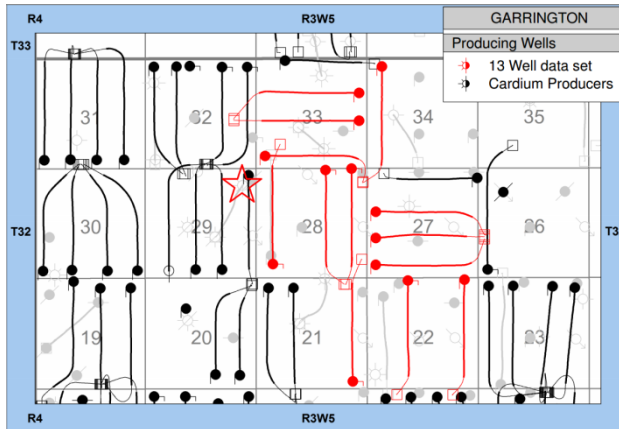 R4
R3W5
GARRINGTON
Producing Wells
13 Well data set
Cardium Producers
T33
31
32
33
34
35
T32
30
29
28
27
26
T3
19
20
21
22
23
R4
R3W5